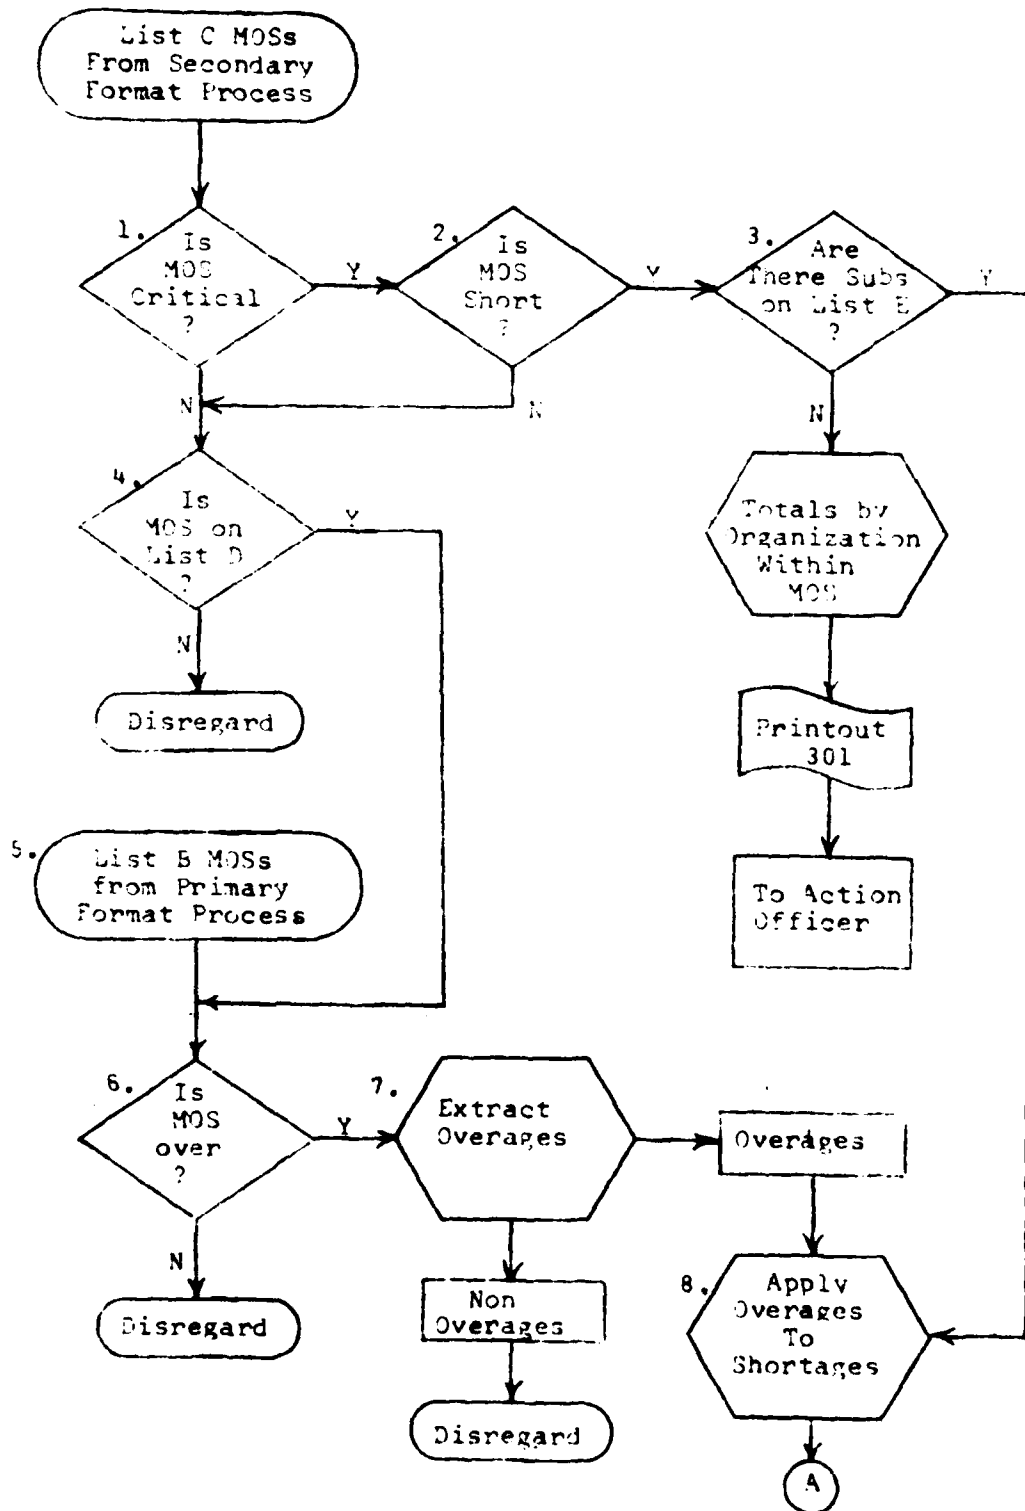 List C MOSs
From Secondary
Format Process
1.
Is
MOS
Critical
?
Y
2.
Is
MOS
Short
?
Y
3.
Are
There Subs
on List E
?
Y
N
N
N
4.
Is
MOS on
List D
?
Y
Totals by
Organization
Within
MOS
N
Disregard
Printout
301
5.
List B MOSs
from Primary
Format Process
To Action
Officer
6.
Is
MOS
over
?
Y
7.
Extract
Overages
Overages
N
Disregard
Non
Overages
8.
Apply
Overages
To
Shortages
Disregard
A